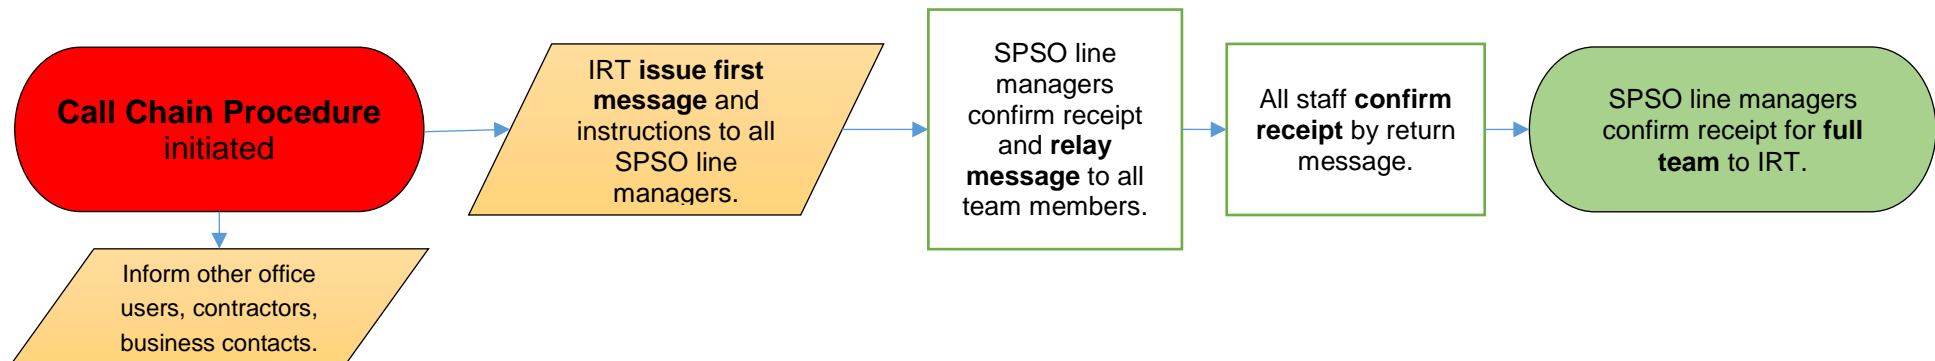 Call Chain Procedure
initiated
Inform other office
users, contractors,
business contacts.
IRT issue first
message and
instructions to all
SPSO line
managers.
SPSO line
managers
confirm receipt
and relay
message to all
team members.
All staff confirm
receipt by return
message.
SPSO line managers
confirm receipt for full
team to IRT.